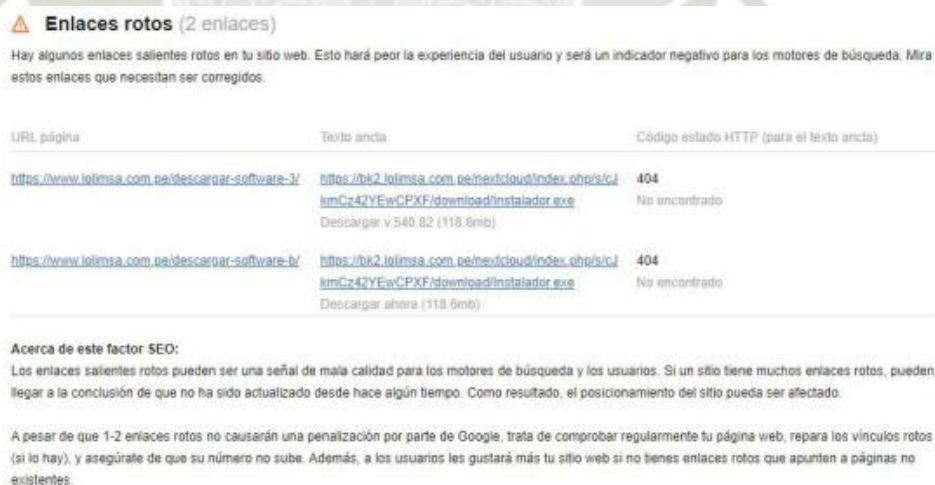 Enlaces rotos (2 enlaces)
Hay algunos enlaces salientes rotos en tu sitio web. Esto hará peor la experiencia del usuario y será un indicador negativo para los motores de búsqueda. Mira
estos enlaces que necesitan ser corregidos.
URL página Texto ancla Código estado HTTP (para el texto ancla)
https://www.lolimsa.com.pe/descargar-software-3/ https://bk2.lolimsa.com.pe/nextcloud/index.php/s/cJ 404
kmCz42YEwCPXF/download/Instalador.exe No encontrado
Descargar v.540.82 (118.6mb)
https://www.lolimsa.com.pe/descargar-software-b/ https://bk2.lolimsa.com.pe/nextcloud/index.php/s/cJ 404
kmCz42YEwCPXF/download/Instalador.exe No encontrado
Descargar ahora (118.6mb)
Acerca de este factor SEO:
Los enlaces salientes rotos pueden ser una señal de mala calidad para los motores de búsqueda y los usuarios. Si un sitio tiene muchos enlaces rotos, pueden
llegar a la conclusión de que no ha sido actualizado desde hace algún tiempo. Como resultado, el posicionamiento del sitio pueda ser afectado.
A pesar de que 1-2 enlaces rotos no causarán una penalización por parte de Google, trata de comprobar regularmente tu página web, repara los vínculos rotos
(si lo hay), y asegúrate de que su número no sube. Además, a los usuarios les gustará más tu sitio web si no tienes enlaces rotos que apunten a páginas no
existentes.